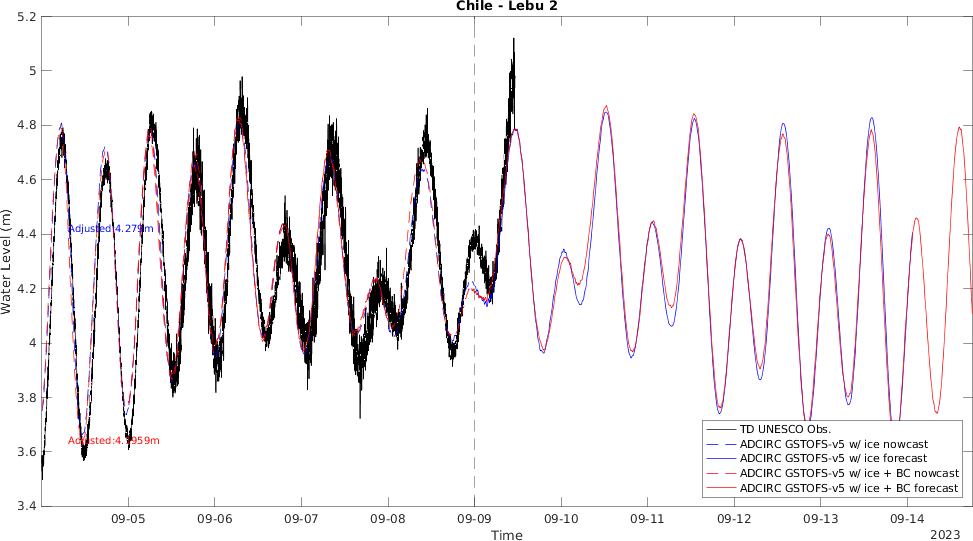 Chile - Lebu 2
5.2
5
4.8
4.6
4.4
4.2
4
3.8
3.6
3.4
Water Level (m)
Adjusted:4.279m
Adjusted:4.1959m
TD UNESCO Obs.
ADCIRC GSTOFS-v5 w/ ice nowcast
ADCIRC GSTOFS-v5 w/ ice forecast
ADCIRC GSTOFS-v5 w/ ice + BC nowcast
ADCIRC GSTOFS-v5 w/ ice + BC forecast
09-05 09-06 09-07 09-08 09-09 09-10 09-11 09-12 09-13 09-14
Time
2023